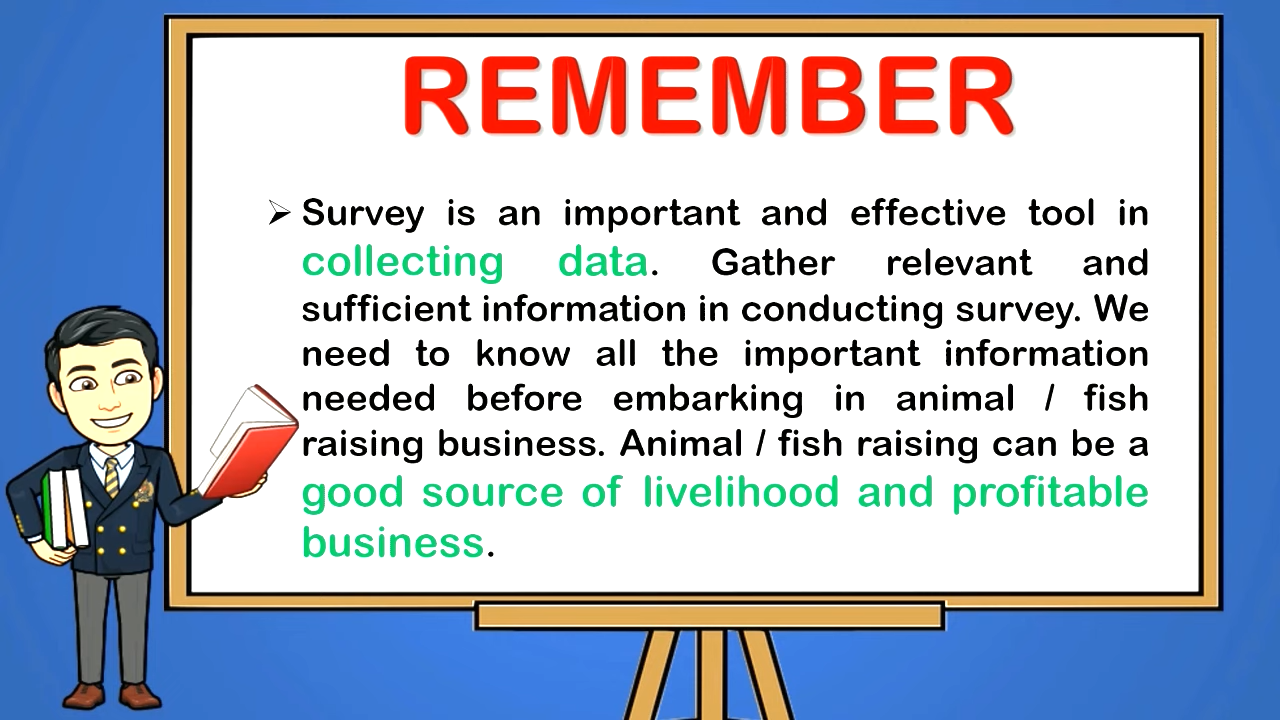 REMEMBER
➢ Survey is an important and effective tool in
collecting data. Gather relevant and
sufficient information in conducting survey. We
need to know all the important information
needed before embarking in animal / fish
raising business. Animal / fish raising can be a
good source of livelihood and profitable
business.